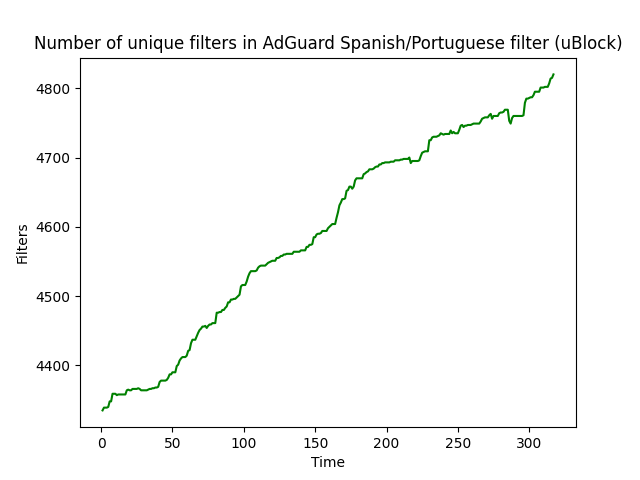 Number of unique filters in AdGuard Spanish/Portuguese filter (uBlock)
4800
4700
4600
4500
4400
Filters
0 50 100 150 200 250 300
Time